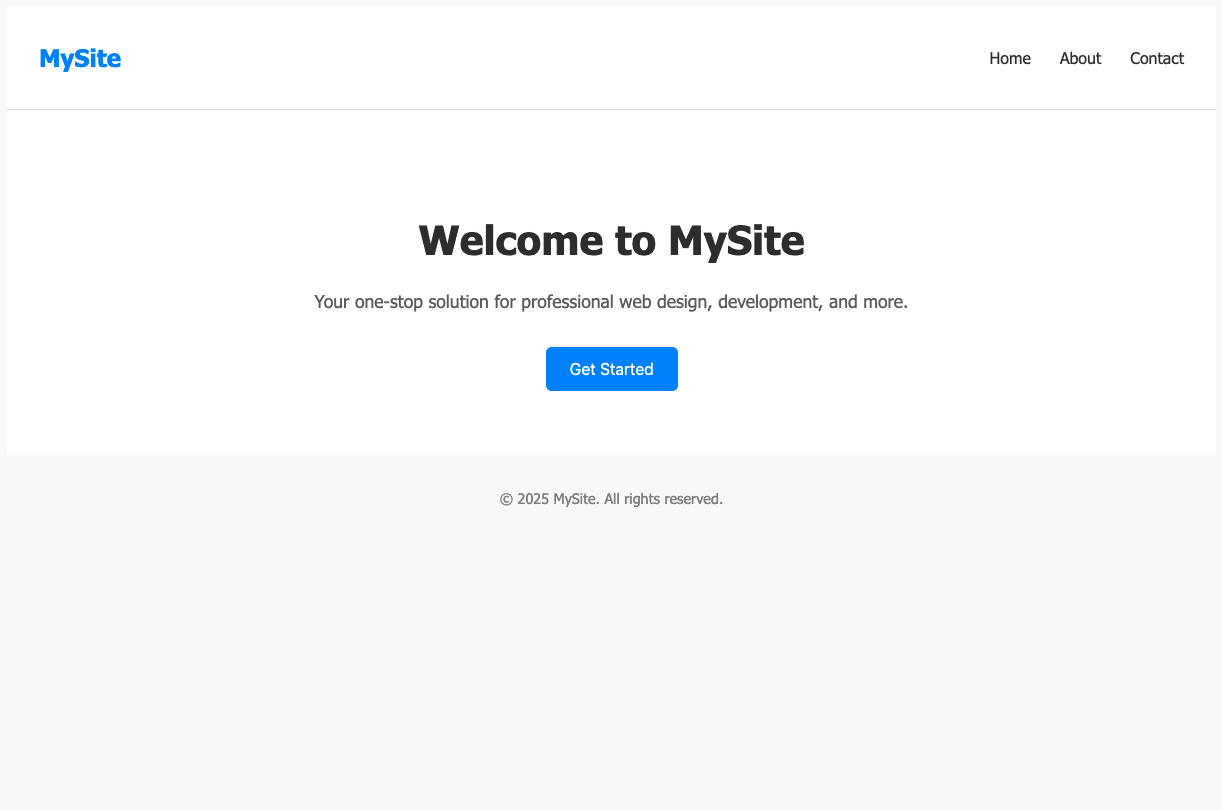 MySite
Home About Contact
Welcome to MySite
Your one-stop solution for professional web design, development, and more.
Get Started
© 2025 MySite. All rights reserved.